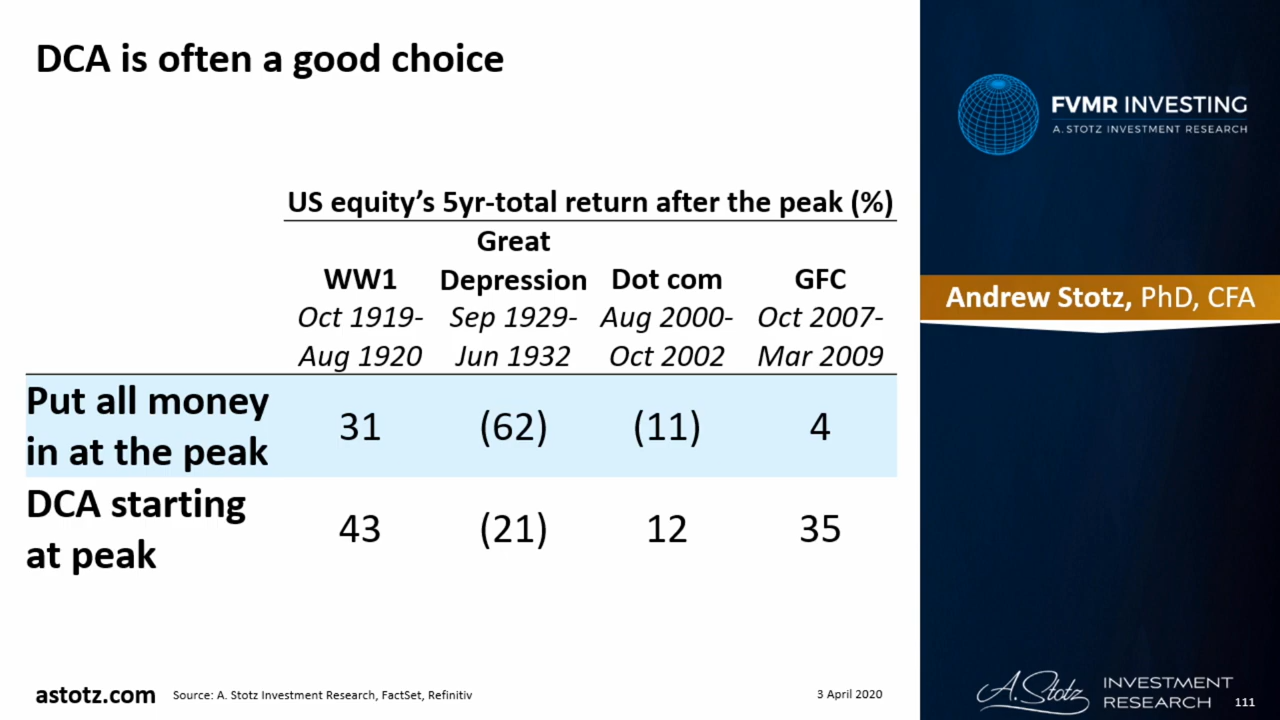 DCA is often a good choice
US equity’s 5yr-total return after the peak (%)
Great
WW1 Depression Dot com GFC
Oct 1919- Sep 1929- Aug 2000- Oct 2007-
Aug 1920 Jun 1932 Oct 2002 Mar 2009
Put all money
in at the peak
31 (62) (11) 4
DCA starting
at peak
43 (21) 12 35
astotz.com
Source: A. Stotz Investment Research, FactSet, Refinitiv
3 April 2020
FVMR INVESTING
A. STOTZ INVESTMENT RESEARCH
Andrew Stotz, PhD, CFA
A. Stotz
INVESTMENT
RESEARCH
111